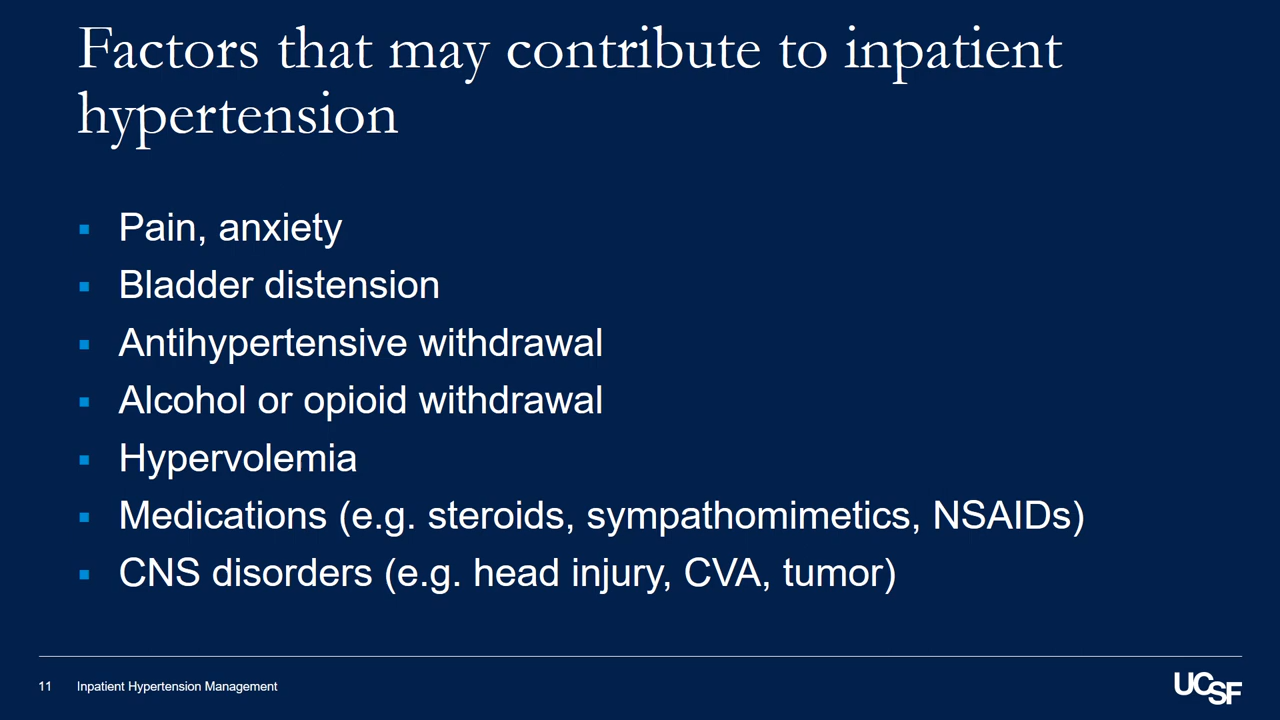 Factors that may contribute to inpatient
hypertension
▪ Pain, anxiety
▪ Bladder distension
▪ Antihypertensive withdrawal
▪ Alcohol or opioid withdrawal
▪ Hypervolemia
▪ Medications (e.g. steroids, sympathomimetics, NSAIDs)
▪ CNS disorders (e.g. head injury, CVA, tumor)
11 Inpatient Hypertension Management
UCSF